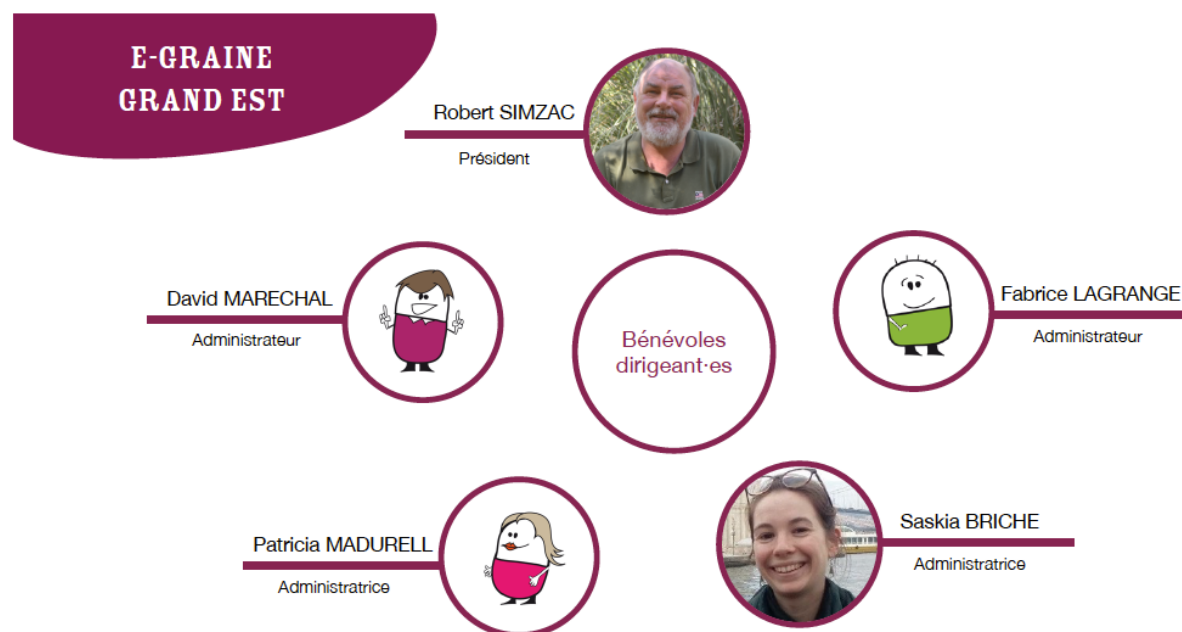 E-GRAINE
GRAND EST
Robert SIMZAC
Président
David MARECHAL
Administrateur
Fabrice LAGRANGE
Administrateur
Bénévoles
dirigeant·es
Patricia MADURELL
Administratrice
Saskia BRICHE
Administratrice